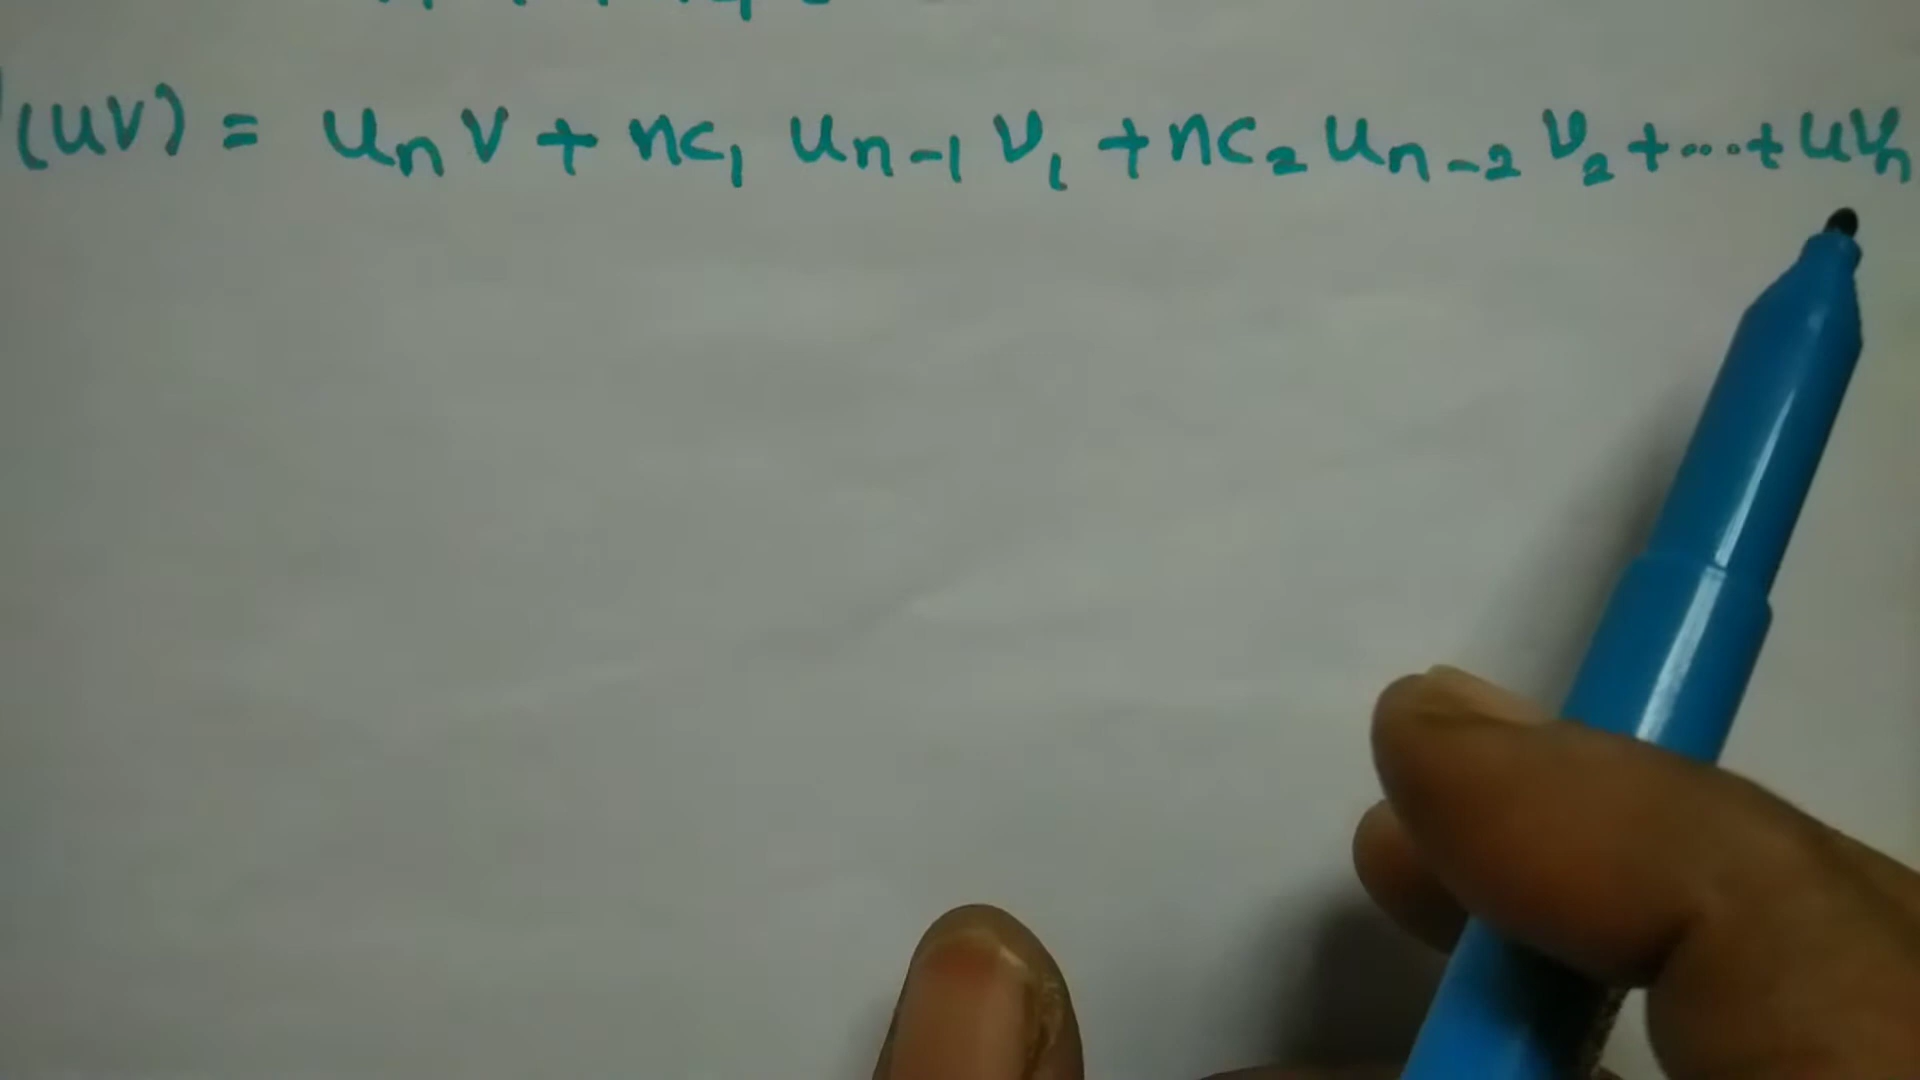 (uv) = uₙv + nc₁ uₙ₋₁ v₁ + nc₂ uₙ₋₂ v₂ + ... + uvₙ